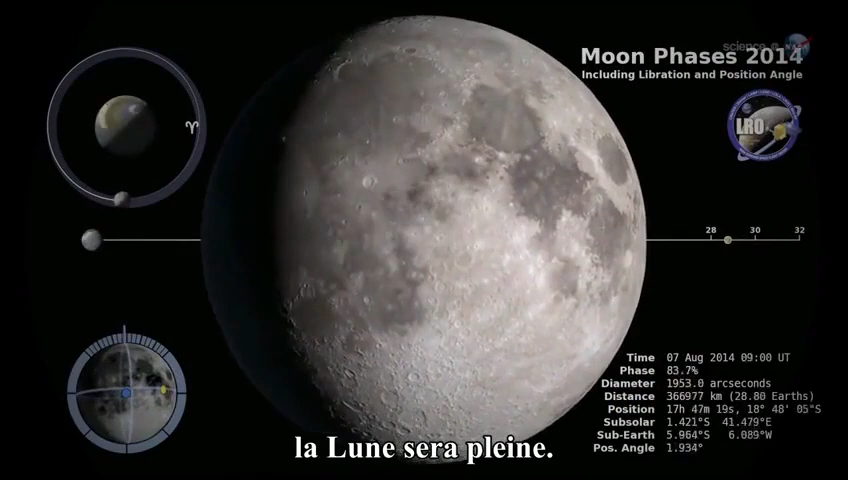 science @ NASA
Moon Phases 2014
Including Libration and Position Angle
LRO
♈
28 30 32
Time 07 Aug 2014 09:00 UT
Phase 83.7%
Diameter 1953.0 arcseconds
Distance 366977 km (28.80 Earths)
Position 17h 47m 19s, 18° 48' 05"S
Subsolar 1.421°S 41.479°E
Sub-Earth 5.964°S 6.089°W
Pos. Angle 1.934°
la Lune sera pleine.